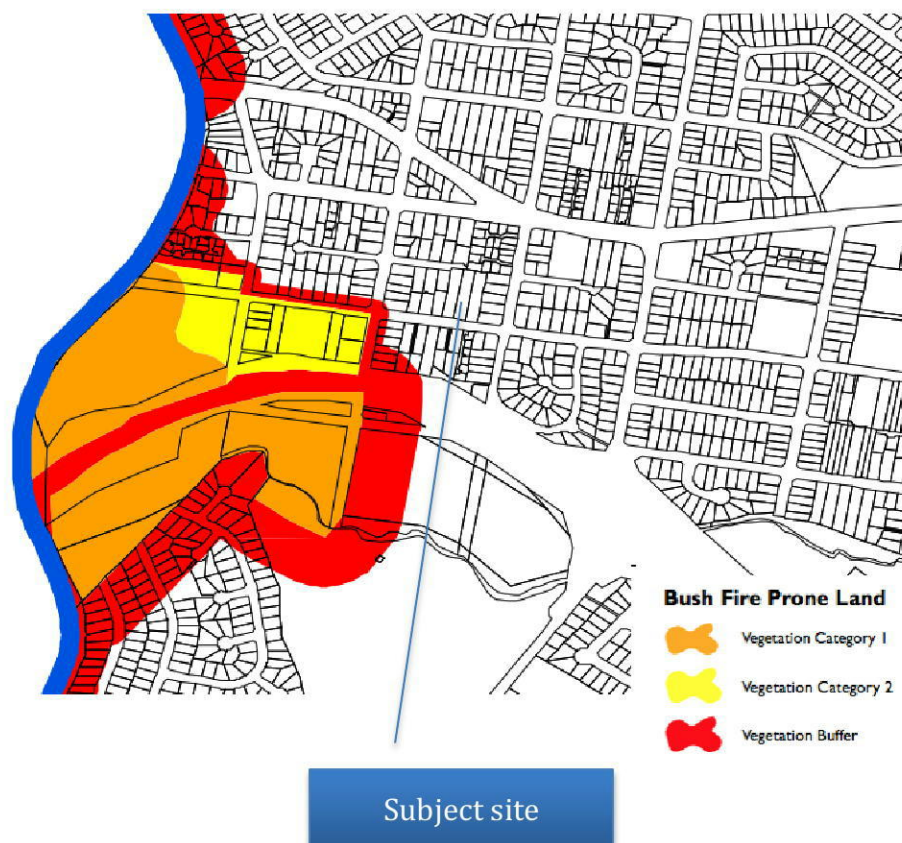 Bush Fire Prone Land
Vegetation Category 1
Vegetation Category 2
Vegetation Buffer
Subject site